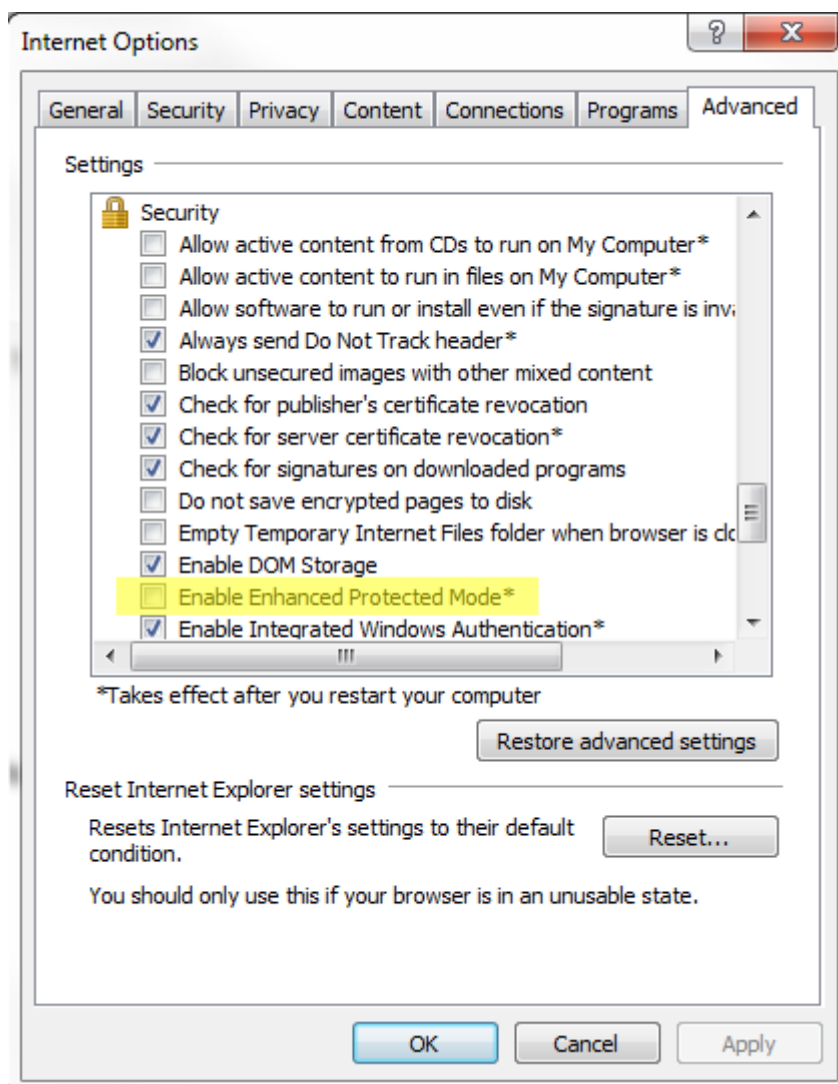 Internet Options
General Security Privacy Content Connections Programs Advanced
Settings
Security
Allow active content from CDs to run on My Computer*
Allow active content to run in files on My Computer*
Allow software to run or install even if the signature is
Always send Do Not Track header*
Block unsecured images with other mixed content
Check for publisher's certificate revocation
Check for server certificate revocation*
Check for signatures on downloaded programs
Do not save encrypted pages to disk
Empty Temporary Internet Files folder when browser is
Enable DOM Storage
Enable Enhanced Protected Mode*
Enable Integrated Windows Authentication*
*Takes effect after you restart your computer
Restore advanced settings
Reset Internet Explorer settings
Resets Internet Explorer's settings to their default
condition.
Reset...
You should only use this if your browser is in an unusable state.
OK Cancel Apply